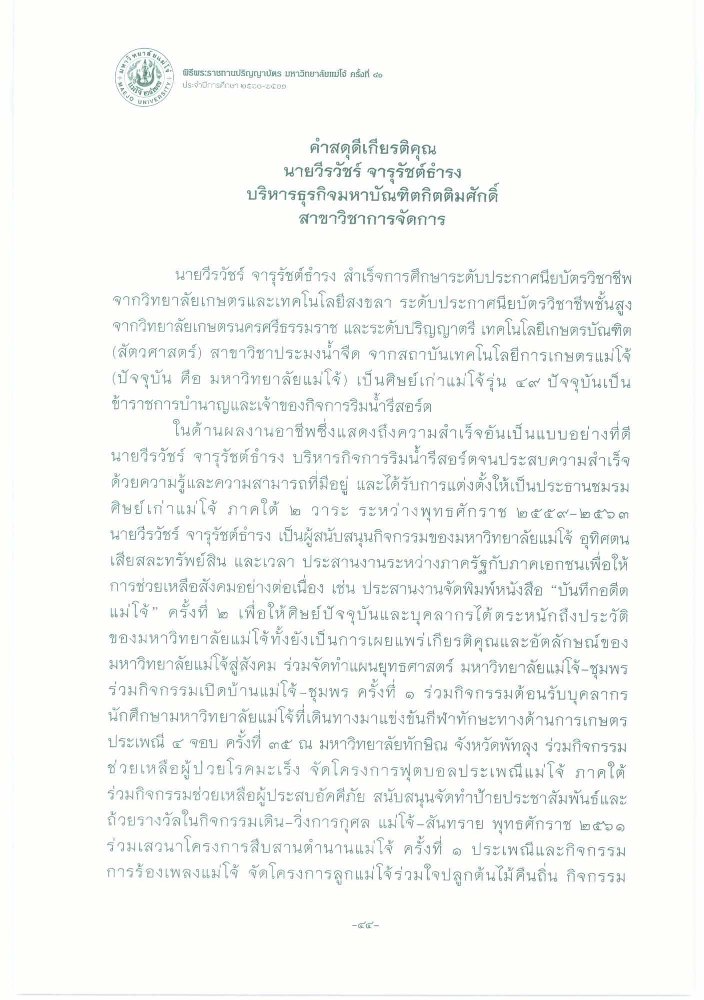 มหาวิทยาลัยแม่โจ้
แม่โจ้ ๒๔๗๗
MAEJO UNIVERSITY
พิธีพระราชทานปริญญาบัตร มหาวิทยาลัยแม่โจ้ ครั้งที่ ๔๑
ประจำปีการศึกษา ๒๕๖๐-๒๕๖๑
คำสดุดีเกียรติคุณ
นายวีรวัชร์ จารุรัชต์ธำรง
บริหารธุรกิจมหาบัณฑิตกิตติมศักดิ์
สาขาวิชาการจัดการ
นายวีรวัชร์ จารุรัชต์ธำรง สำเร็จการศึกษาระดับประกาศนียบัตรวิชาชีพ
จากวิทยาลัยเกษตรและเทคโนโลยีสงขลา ระดับประกาศนียบัตรวิชาชีพชั้นสูง
จากวิทยาลัยเกษตรนครศรีธรรมราช และระดับปริญญาตรี เทคโนโลยีเกษตรบัณฑิต
(สัตวศาสตร์) สาขาวิชาประมงน้ำจืด จากสถาบันเทคโนโลยีการเกษตรแม่โจ้
(ปัจจุบัน คือ มหาวิทยาลัยแม่โจ้) เป็นศิษย์เก่าแม่โจ้รุ่น ๔๙ ปัจจุบันเป็น
ข้าราชการบำนาญและเจ้าของกิจการริมน้ำรีสอร์ต
ในด้านผลงานอาชีพซึ่งแสดงถึงความสำเร็จอันเป็นแบบอย่างที่ดี
นายวีรวัชร์ จารุรัชต์ธำรง บริหารกิจการริมน้ำรีสอร์ตจนประสบความสำเร็จ
ด้วยความรู้และความสามารถที่มีอยู่ และได้รับการแต่งตั้งให้เป็นประธานชมรม
ศิษย์เก่าแม่โจ้ ภาคใต้ ๒ วาระ ระหว่างพุทธศักราช ๒๕๕๙-๒๕๖๓
นายวีรวัชร์ จารุรัชต์ธำรง เป็นผู้สนับสนุนกิจกรรมของมหาวิทยาลัยแม่โจ้ อุทิศตน
เสียสละทรัพย์สิน และเวลา ประสานงานระหว่างภาครัฐกับภาคเอกชนเพื่อให้
การช่วยเหลือสังคมอย่างต่อเนื่อง เช่น ประสานงานจัดพิมพ์หนังสือ “บันทึกอดีต
แม่โจ้” ครั้งที่ ๒ เพื่อให้ศิษย์ปัจจุบันและบุคลากรได้ตระหนักถึงประวัติ
ของมหาวิทยาลัยแม่โจ้ทั้งยังเป็นการเผยแพร่เกียรติคุณและอัตลักษณ์ของ
มหาวิทยาลัยแม่โจ้สู่สังคม ร่วมจัดทำแผนยุทธศาสตร์ มหาวิทยาลัยแม่โจ้-ชุมพร
ร่วมกิจกรรมเปิดบ้านแม่โจ้-ชุมพร ครั้งที่ ๑ ร่วมกิจกรรมต้อนรับบุคลากร
นักศึกษามหาวิทยาลัยแม่โจ้ที่เดินทางมาแข่งขันกีฬาทักษะทางด้านการเกษตร
ประเพณี ๔ จอบ ครั้งที่ ๓๕ ณ มหาวิทยาลัยทักษิณ จังหวัดพัทลุง ร่วมกิจกรรม
ช่วยเหลือผู้ป่วยโรคมะเร็ง จัดโครงการฟุตบอลประเพณีแม่โจ้ ภาคใต้
ร่วมกิจกรรมช่วยเหลือผู้ประสบอัคคีภัย สนับสนุนจัดทำป้ายประชาสัมพันธ์และ
ถ้วยรางวัลในกิจกรรมเดิน-วิ่งการกุศล แม่โจ้-สันทราย พุทธศักราช ๒๕๖๑
ร่วมเสวนาโครงการสืบสานตำนานแม่โจ้ ครั้งที่ ๑ ประเพณีและกิจกรรม
การร้องเพลงแม่โจ้ จัดโครงการลูกแม่โจ้ร่วมใจปลูกต้นไม้คืนถิ่น กิจกรรม
-๔๔-